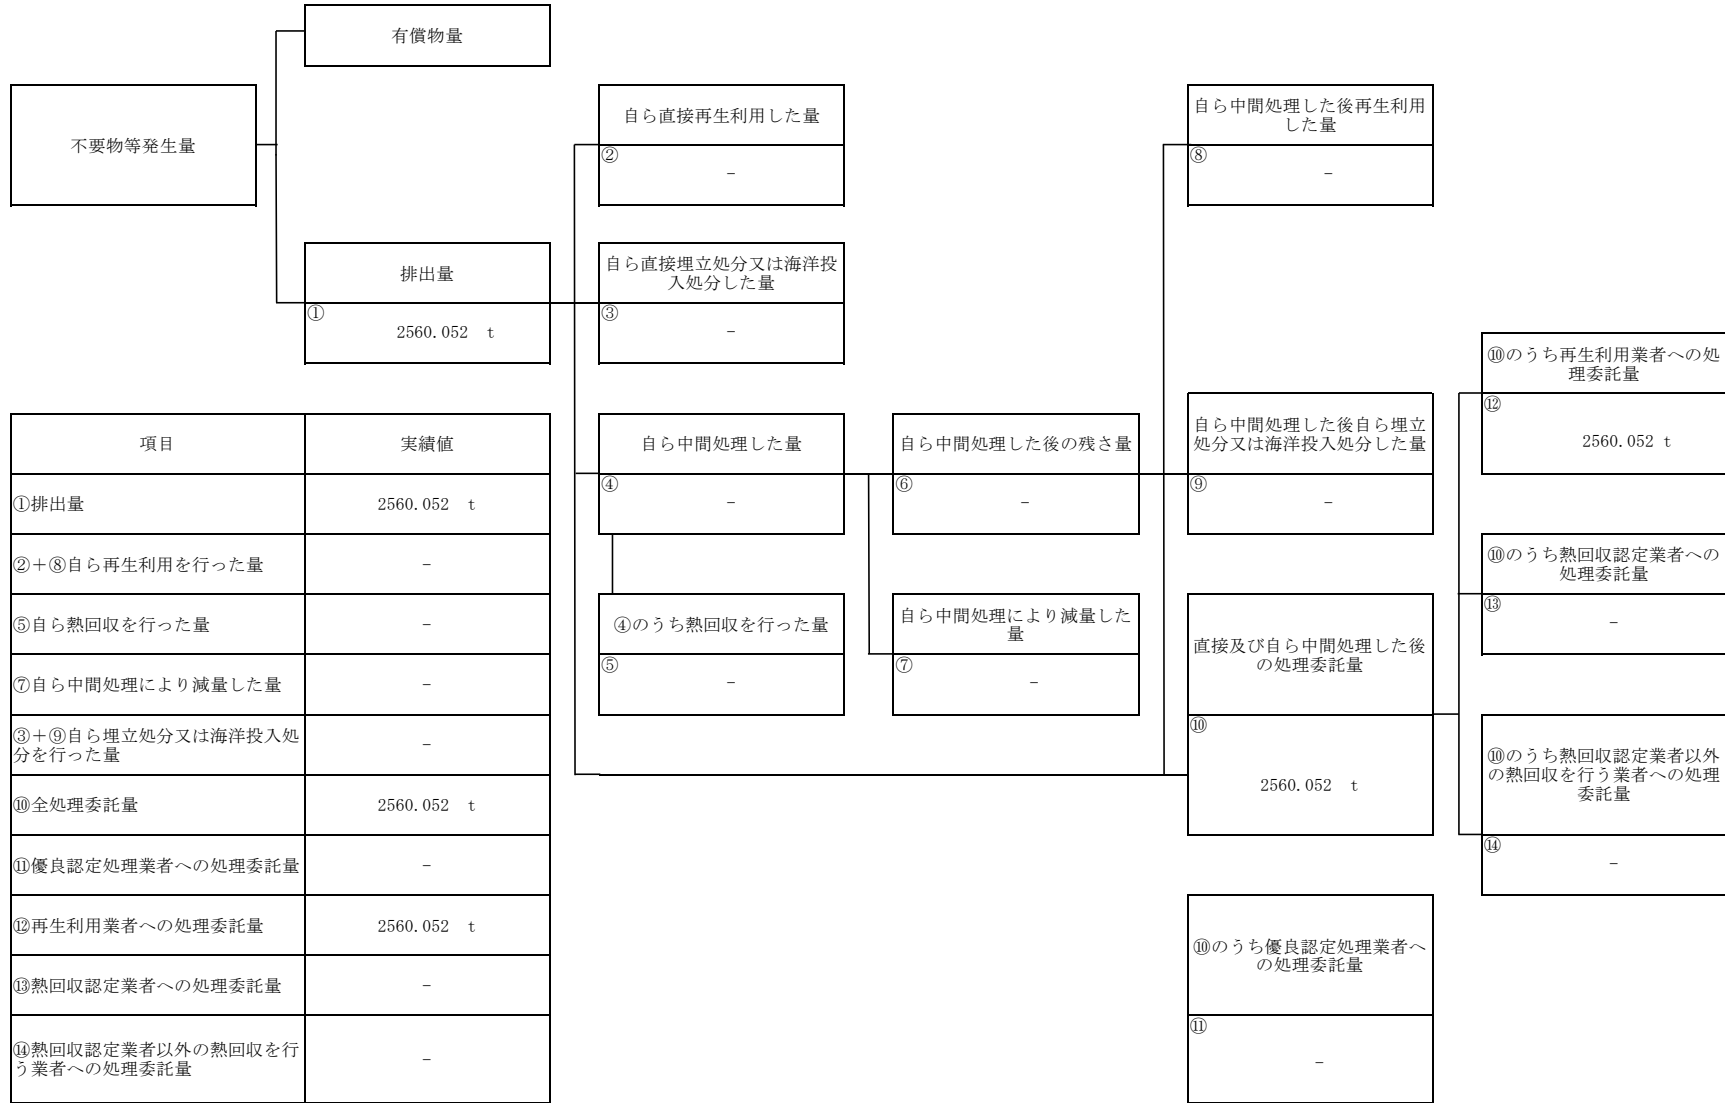 有償物量
不要物等発生量
自ら直接再生利用した量
②
-
自ら中間処理した後再生利用
した量
⑧
-
排出量
①
2560.052 t
自ら直接埋立処分又は海洋投
入処分した量
③
-
⑩のうち再生利用業者への処
理委託量
⑫
2560.052 t
自ら中間処理した量
④
-
自ら中間処理した後の残さ量
⑥
-
自ら中間処理した後自ら埋立
処分又は海洋投入処分した量
⑨
-
⑩のうち熱回収認定業者への
処理委託量
⑬
-
④のうち熱回収を行った量
⑤
-
自ら中間処理により減量した
量
⑦
-
直接及び自ら中間処理した後
の処理委託量
⑩
2560.052 t
⑩のうち熱回収認定業者以外
の熱回収を行う業者への処理
委託量
⑭
-
⑩のうち優良認定処理業者へ
の処理委託量
⑪
-
項目 実績値
①排出量 2560.052 t
②+⑧自ら再生利用を行った量 -
⑤自ら熱回収を行った量 -
⑦自ら中間処理により減量した量 -
③+⑨自ら埋立処分又は海洋投入処
分を行った量 -
⑩全処理委託量 2560.052 t
⑪優良認定処理業者への処理委託量 -
⑫再生利用業者への処理委託量 2560.052 t
⑬熱回収認定業者への処理委託量 -
⑭熱回収認定業者以外の熱回収を行
う業者への処理委託量 -